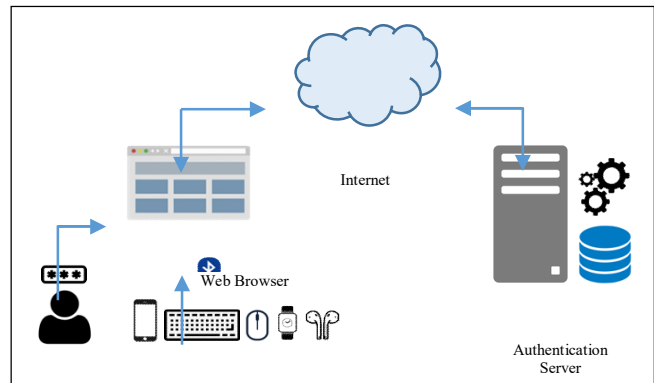 Internet
***
Web Browser
Authentication
Server